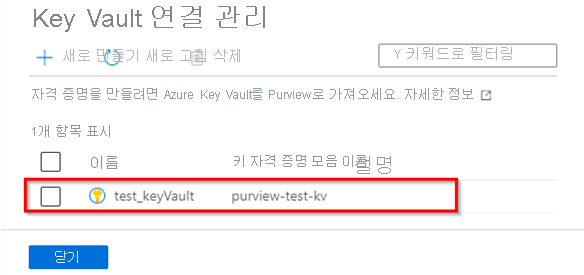 Key Vault 연결 관리
새로 만들기 새로 고침 삭제
Y 키워드로 필터링
자격 증명을 만들려면 Azure Key Vault를 Purview로 가져오세요. 자세한 정보
1개 항목 표시
이름 키 자격 증명 모음 이름 설명
test_keyVault purview-test-kv
닫기